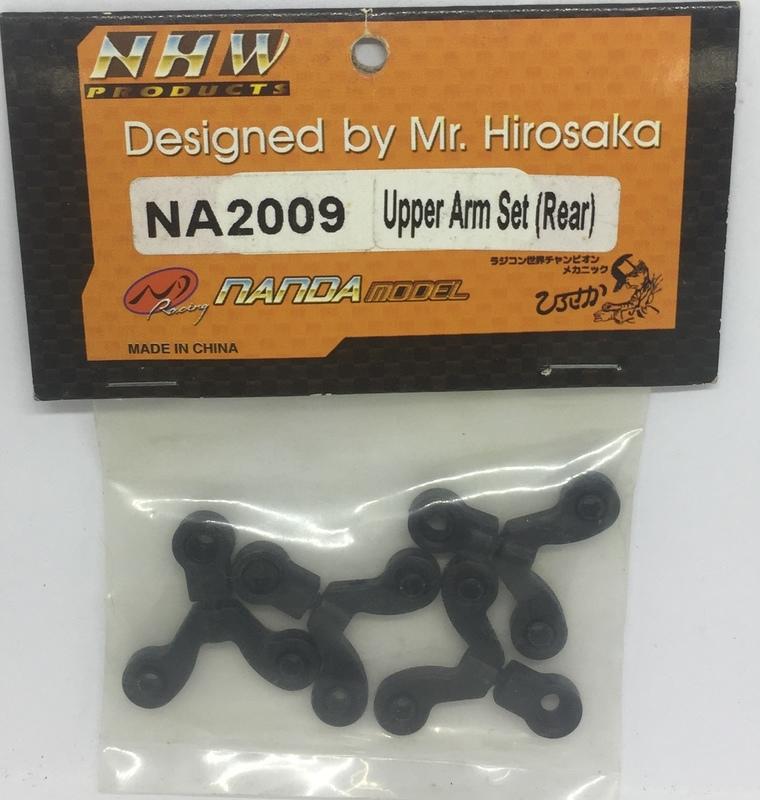 NHW
PRODUCTS
Designed by Mr. Hirosaka
NA2009 Upper Arm Set (Rear)
ラジコン世界チャンピオン
メカニック
Racing NANDA MODEL ひろさか
MADE IN CHINA